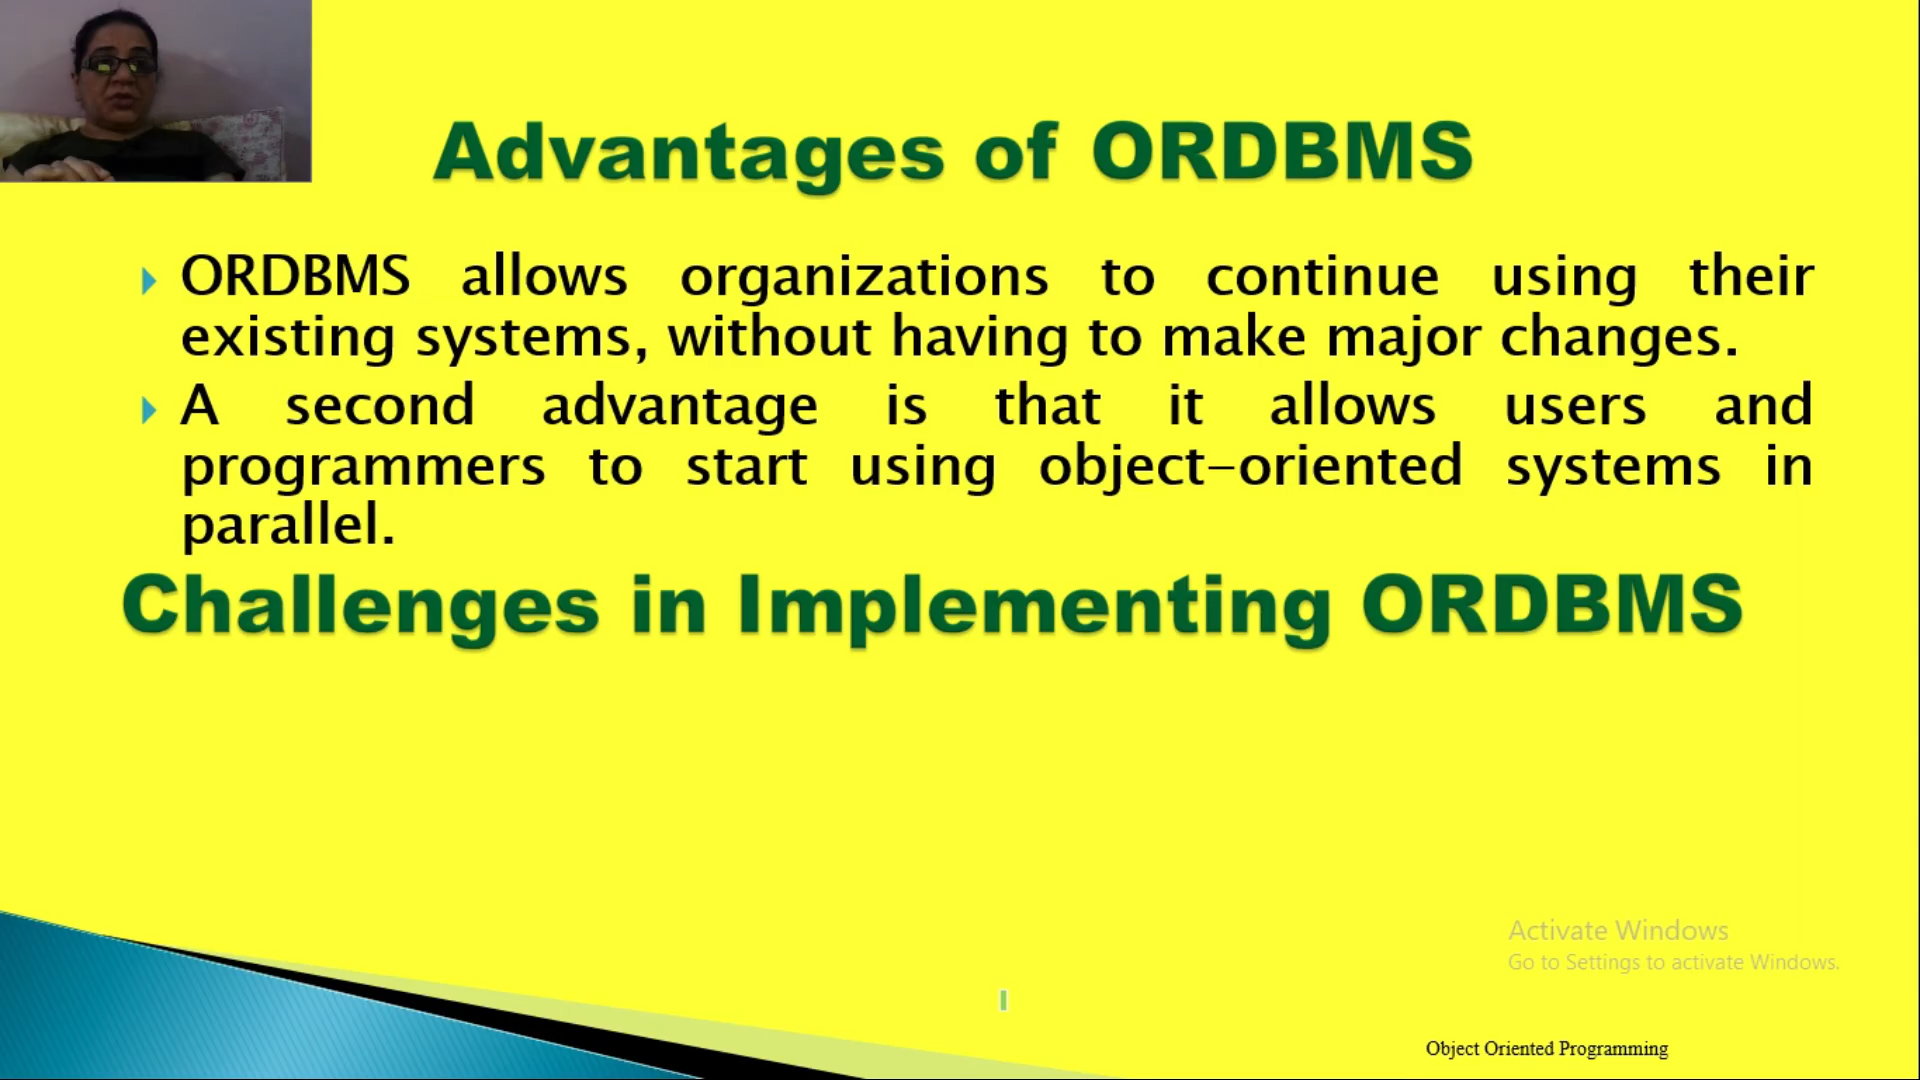 Advantages of ORDBMS
ORDBMS allows organizations to continue using their
existing systems, without having to make major changes.
A second advantage is that it allows users and
programmers to start using object-oriented systems in
parallel.
Challenges in Implementing ORDBMS
Activate Windows
Go to Settings to activate Windows.
Object Oriented Programming